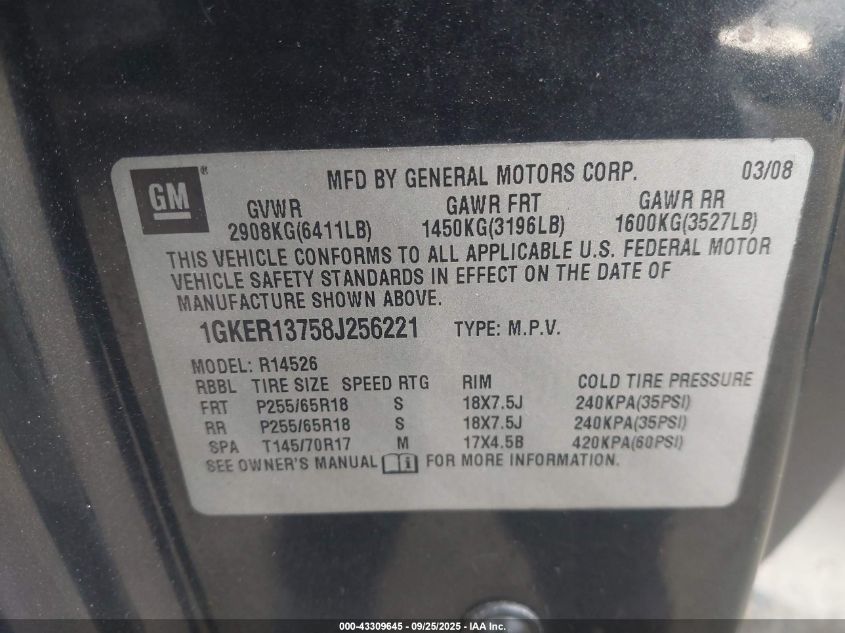 GM ®
MFD BY GENERAL MOTORS CORP. 03/08
GVWR GAWR FRT GAWR RR
2908KG(6411LB) 1450KG(3196LB) 1600KG(3527LB)
THIS VEHICLE CONFORMS TO ALL APPLICABLE U.S. FEDERAL MOTOR
VEHICLE SAFETY STANDARDS IN EFFECT ON THE DATE OF
MANUFACTURE SHOWN ABOVE.
1GKER13758J256221 TYPE: M.P.V.
MODEL: R14526
RBBL TIRE SIZE SPEED RTG RIM COLD TIRE PRESSURE
FRT P255/65R18 S 18X7.5J 240KPA(35PSI)
RR P255/65R18 S 18X7.5J 240KPA(35PSI)
SPA T145/70R17 M 17X4.5B 420KPA(60PSI)
SEE OWNER'S MANUAL FOR MORE INFORMATION.
000-43309645 / 09/25/2025 / IAA Inc.